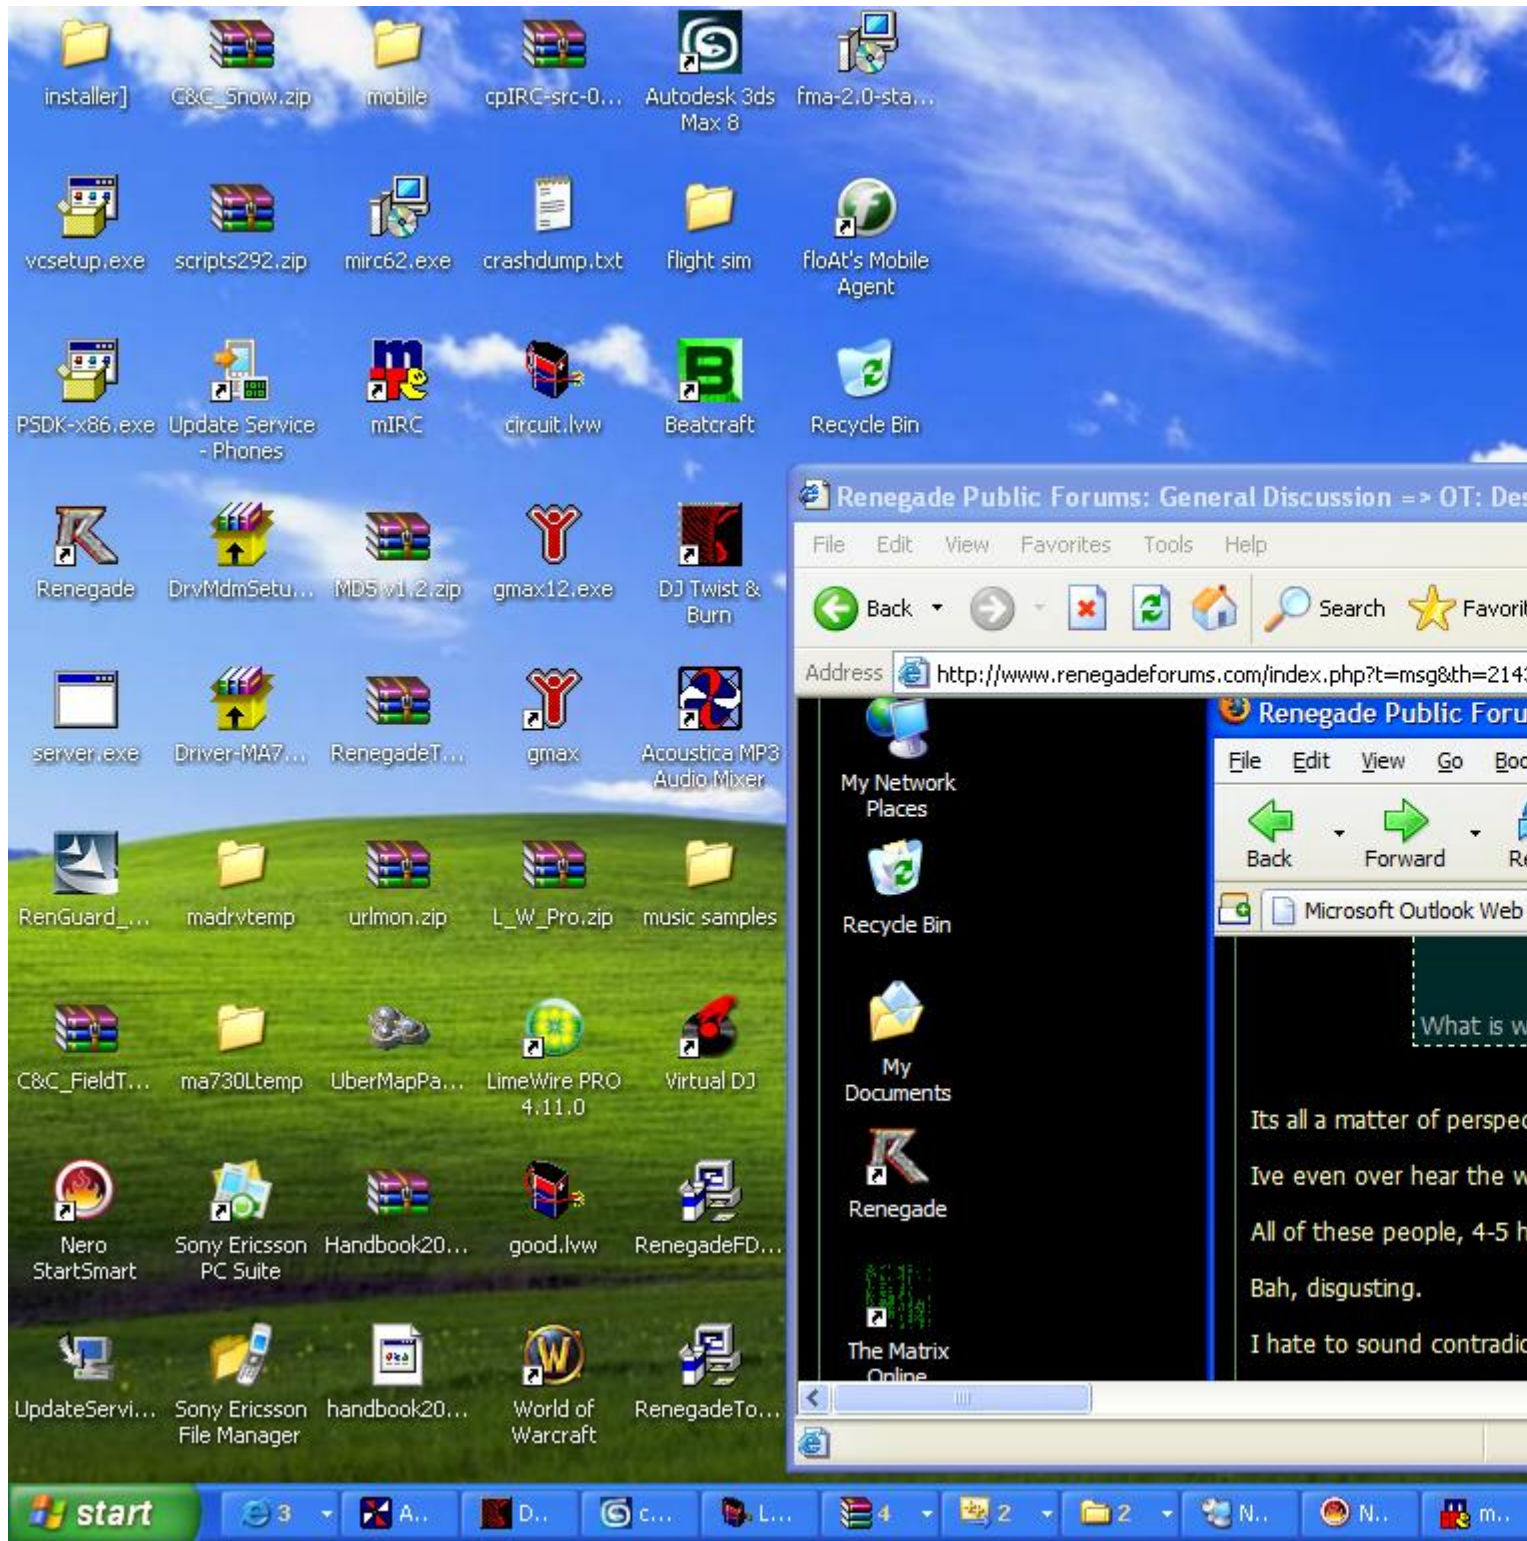 installer]
C&C_Snow.zip
mobile
cpIRC-src-0...
Autodesk 3ds
Max 8
fma-2.0-sta...
vcsetup.exe
scripts292.zip
mirc62.exe
crashdump.txt
flight sim
floAt's Mobile
Agent
PSDK-x86.exe
Update Service
- Phones
mIRC
circuit.lvw
Beatcraft
Recycle Bin
Renegade
DrvMdmSetu...
MD5 v1.2.zip
gmax12.exe
DJ Twist &
Burn
server.exe
Driver-MA7...
RenegadeT...
gmax
Acoustica MP3
Audio Mixer
RenGuard_...
madrvtemp
urlmon.zip
L_W_Pro.zip
music samples
C&C_FieldT...
ma730Ltemp
UberMapPa...
LimeWire PRO
4.11.0
Virtual DJ
Nero
StartSmart
Sony Ericsson
PC Suite
Handbook20...
good.lvw
RenegadeFD...
UpdateServi...
Sony Ericsson
File Manager
handbook20...
World of
Warcraft
RenegadeTo...
Renegade Public Forums: General Discussion => OT: Des
File Edit View Favorites Tools Help
Back Search Favorit
Address http://www.renegadeforums.com/index.php?t=msg&th=2143
My Network
Places
Recycle Bin
My
Documents
Renegade
The Matrix
Online
Renegade Public Foru
File Edit View Go Boo
Back Forward Re
Microsoft Outlook Web
What is w
Its all a matter of perspec
Ive even over hear the w
All of these people, 4-5 h
Bah, disgusting.
I hate to sound contradic
start 3 A.. D.. c... L... 4 2 2 N.. N.. m..